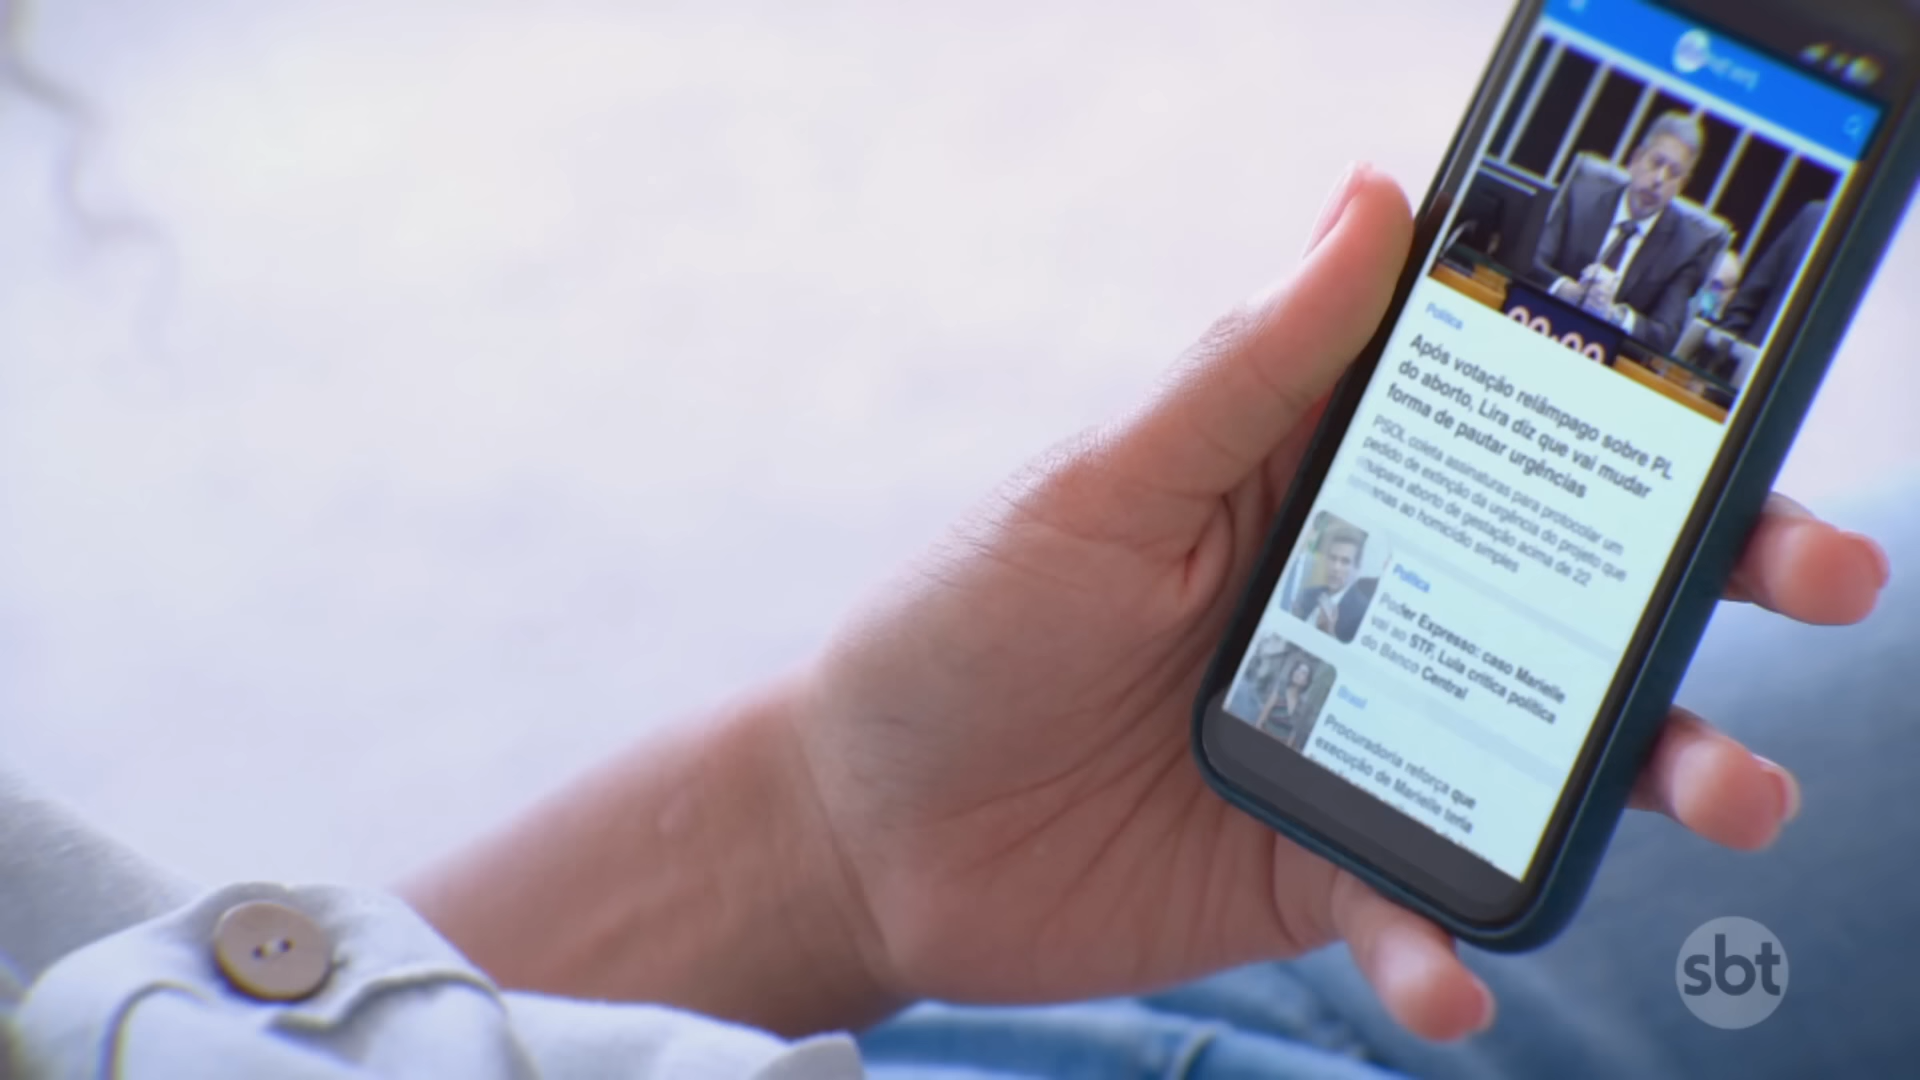 NEWS
00:00
Política
Após votação relâmpago sobre PL
do aborto, Lira diz que vai mudar
forma de pautar urgências
PSOL coleta assinaturas para protocolar um
pedido de extinção da urgência do projeto que
equipara aborto de gestação acima de 22
semanas ao homicídio simples
Política
Poder Expresso: caso Marielle
vai ao STF, Lula critica política
do Banco Central
Brasil
Procuradoria reforça que
execução de Marielle teria
sbt